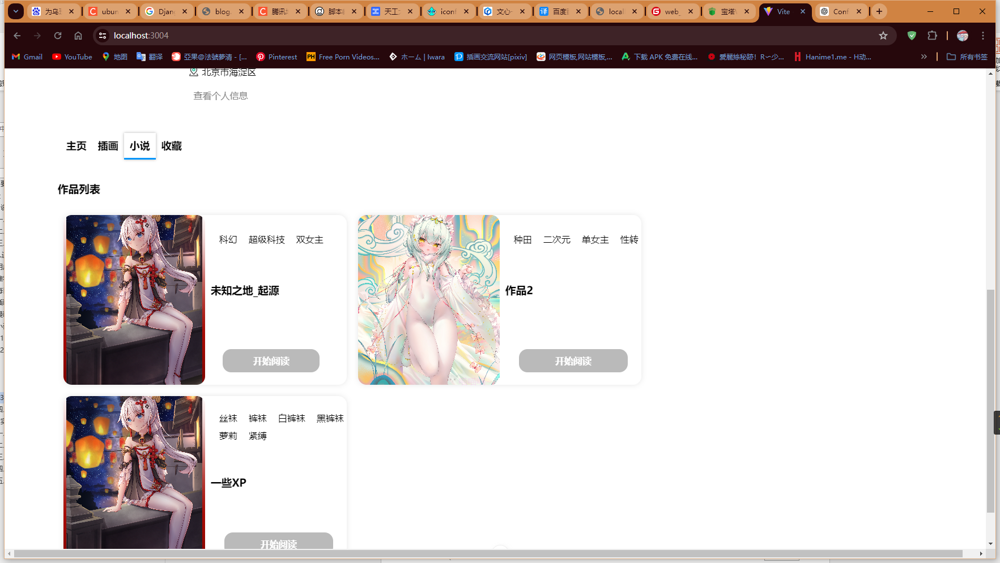 为乌 ubun Djan blog. 腾讯 脚本 天工 iconf 文心 百度 local web_ 宝塔 Vite Conf
localhost:3004
Gmail YouTube 地图 翻译 亞果@法號夢清 - [... Pinterest Free Porn Videos... ホーム | Iwara 插画交流网站[pixiv] 网页模板,网站模板,... 下载 APK 免费在线... 愛麗絲秘跡！R~少... Hanime1.me - H动... » 所有书签
北京市海淀区
查看个人信息
主页 插画 小说 收藏
作品列表
科幻 超级科技 双女主
未知之地_起源
开始阅读
种田 二次元 单女主 性转
作品2
开始阅读
丝袜 裤袜 白裤袜 黑裤袜
萝莉 紧缚
一些XP
开始阅读